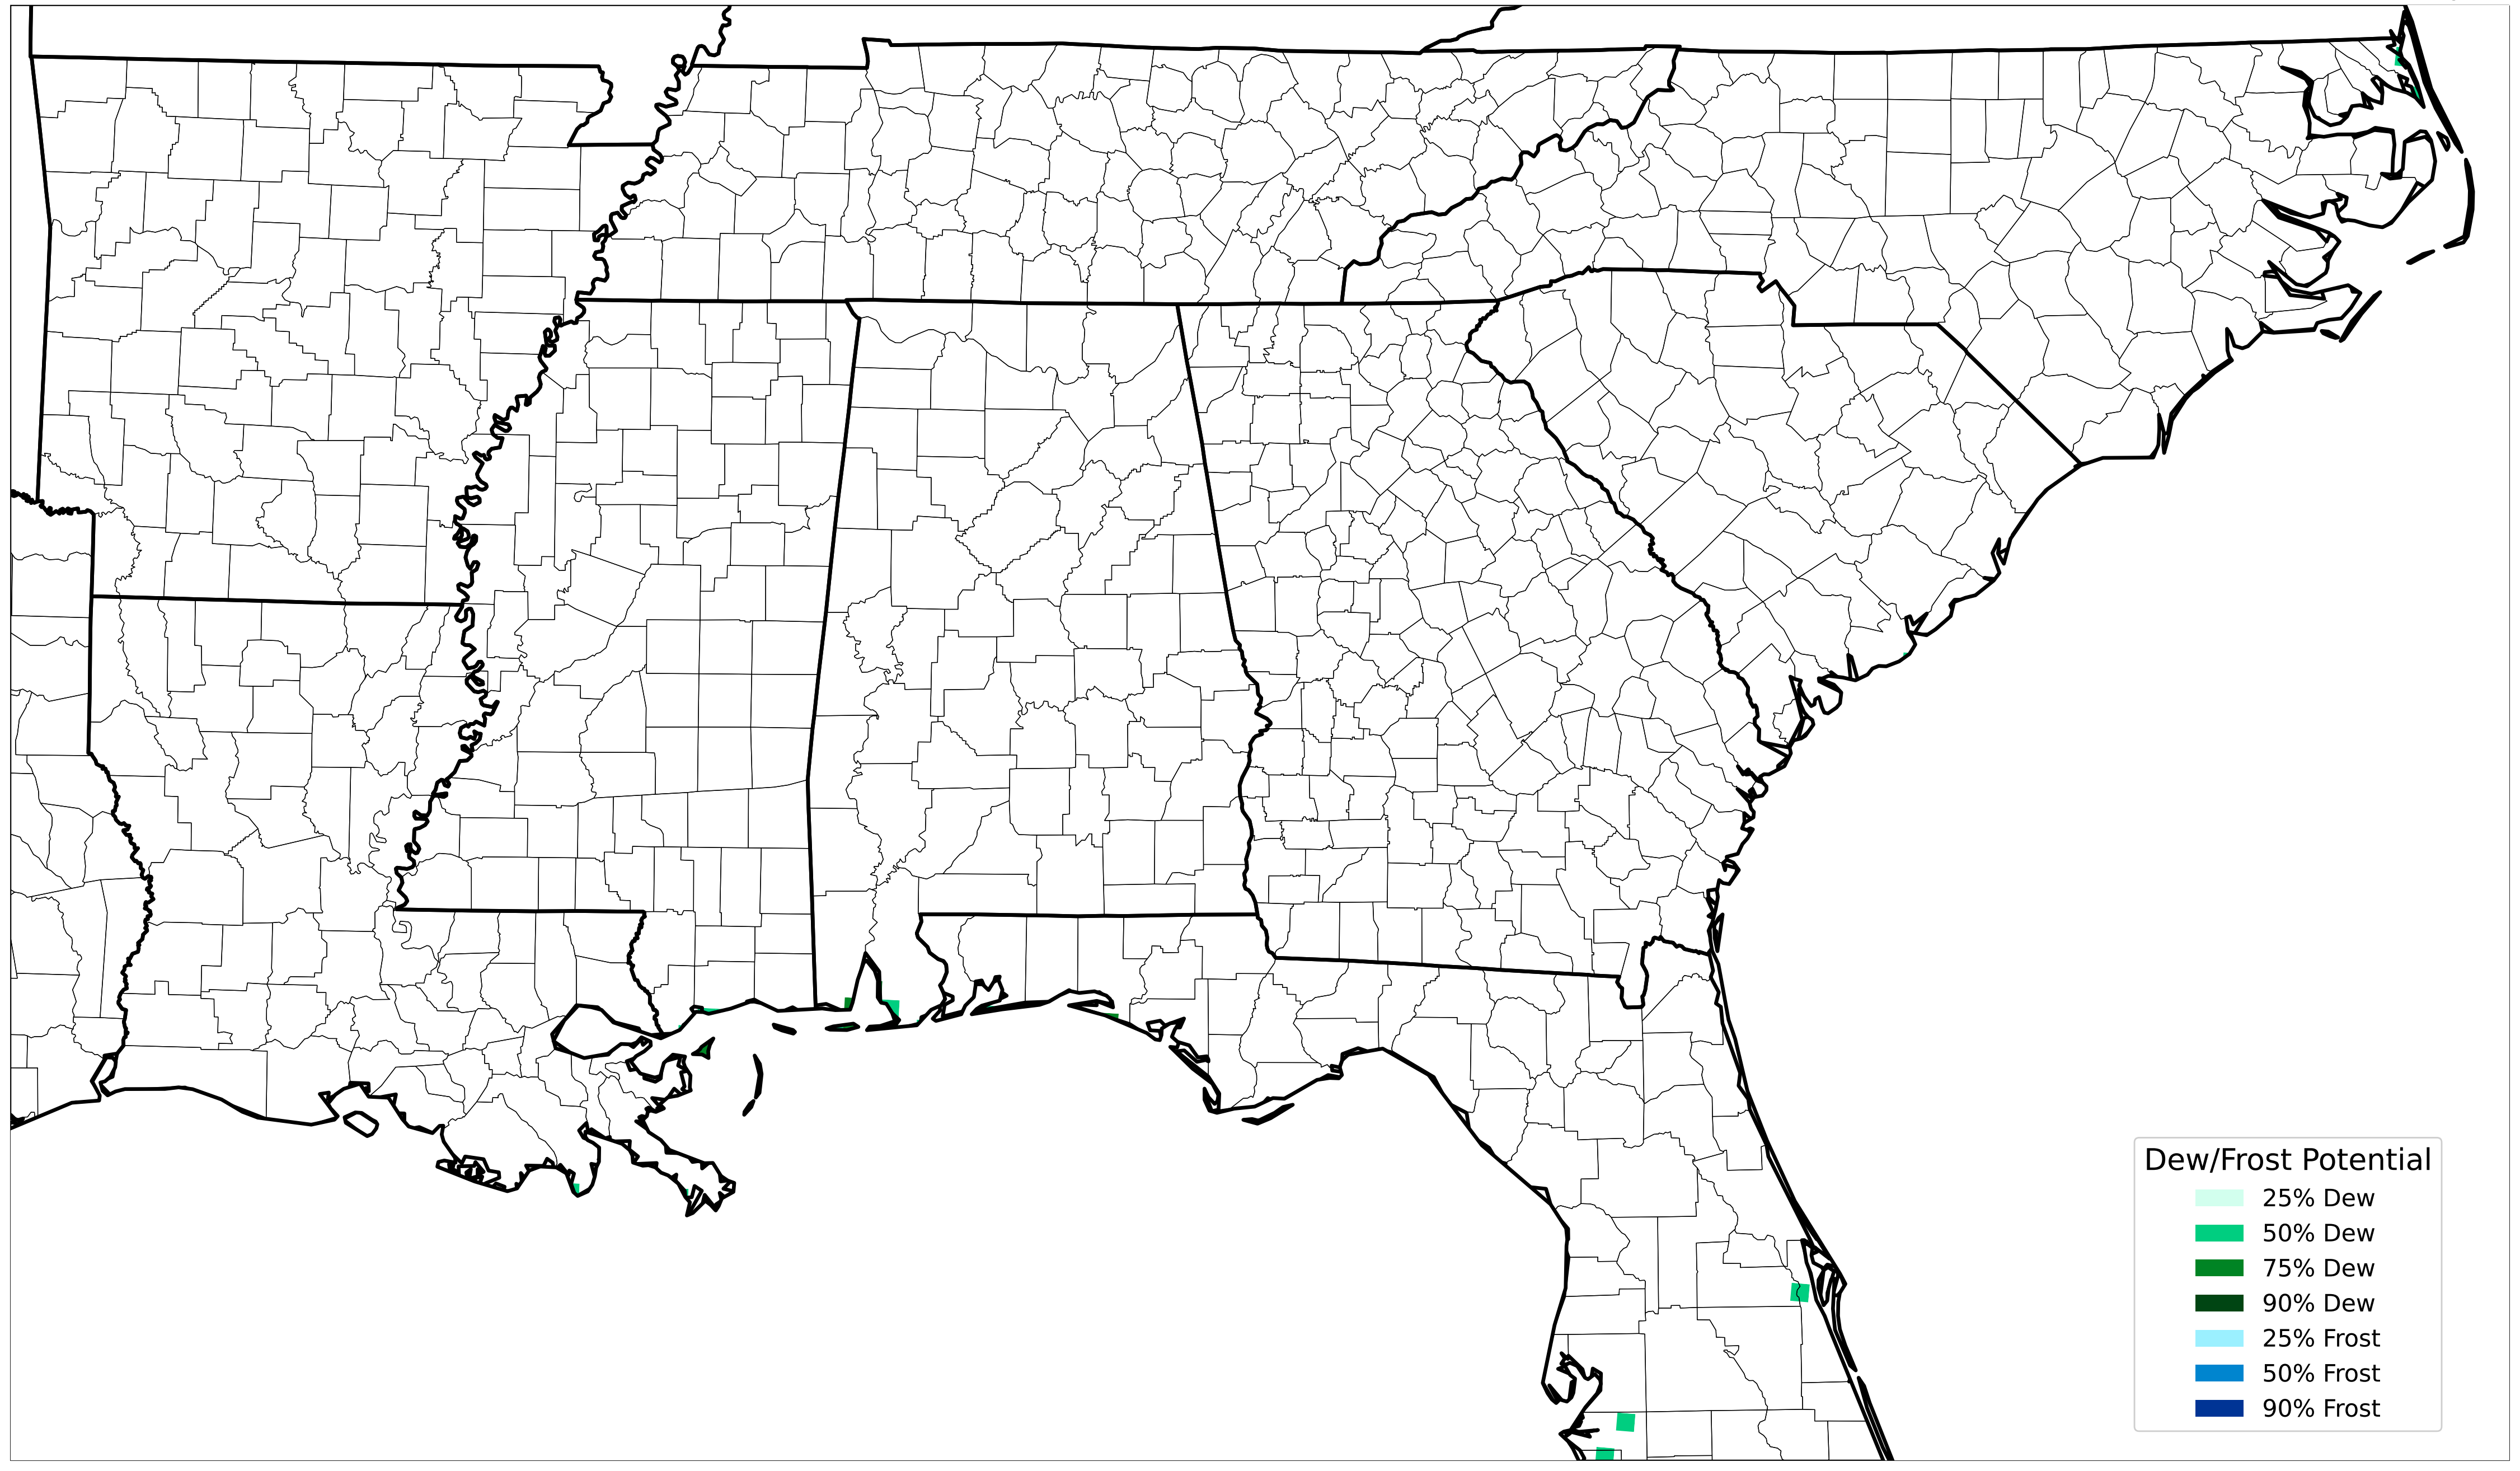 Dew/Frost Potential
25% Dew
50% Dew
75% Dew
90% Dew
25% Frost
50% Frost
90% Frost